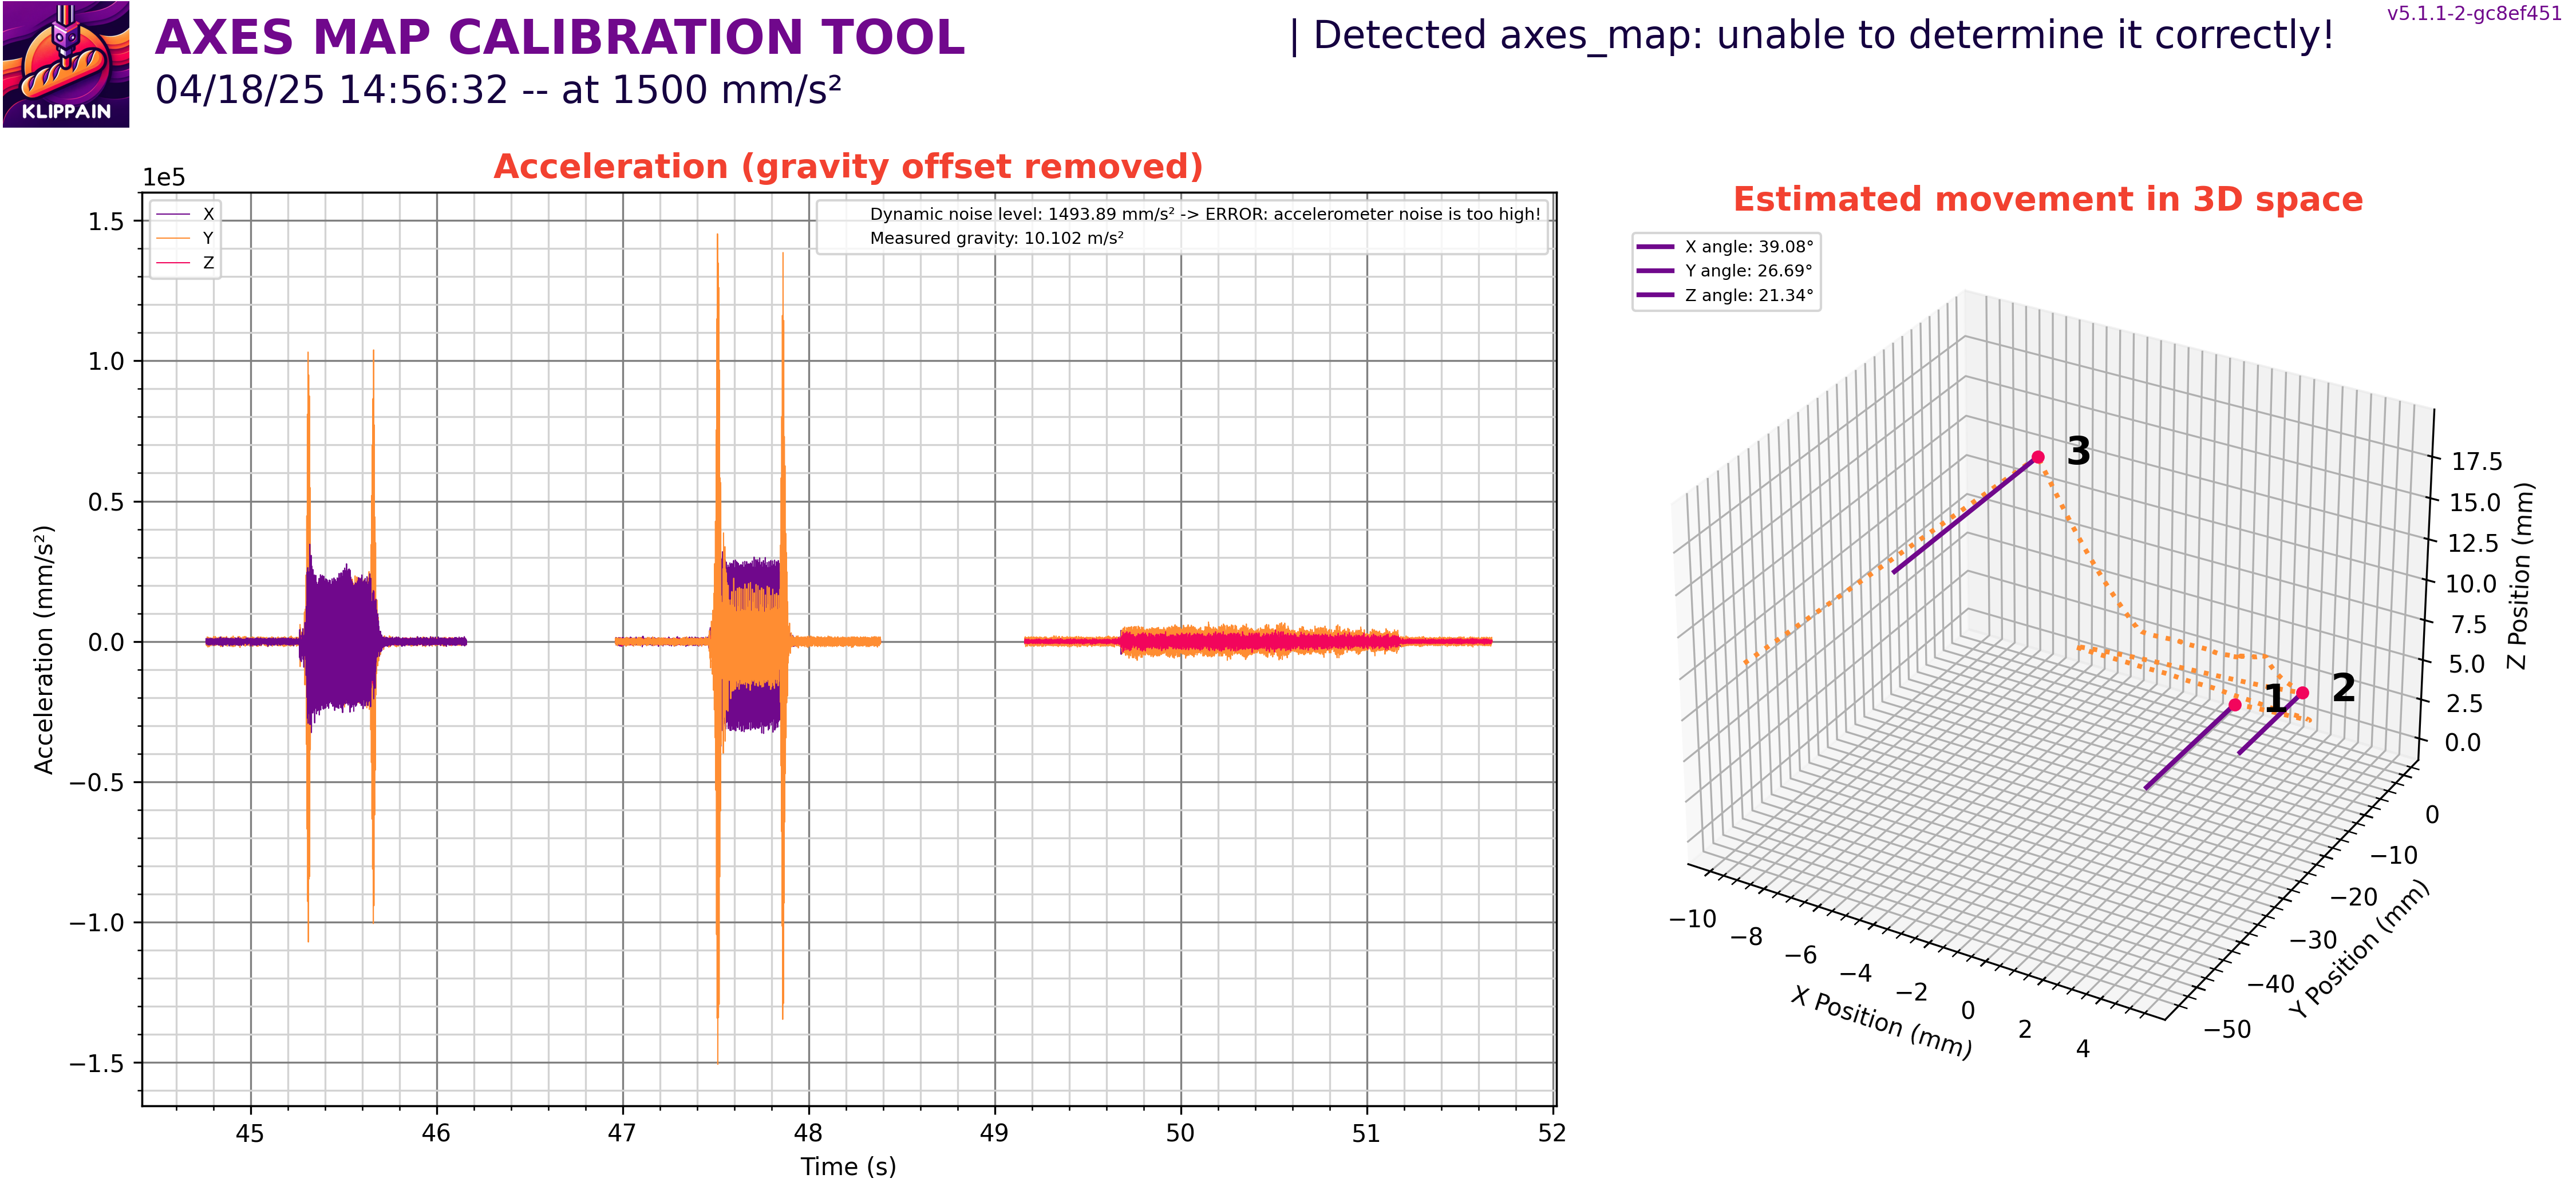 KLIPPAIN
AXES MAP CALIBRATION TOOL
04/18/25 14:56:32 -- at 1500 mm/s²
| Detected axes_map: unable to determine it correctly!
v5.1.1-2-gc8ef451
Acceleration (gravity offset removed)
1e5
X
Y
Z
Dynamic noise level: 1493.89 mm/s² -> ERROR: accelerometer noise is too high!
Measured gravity: 10.102 m/s²
1.5
1.0
0.5
0.0
−0.5
−1.0
−1.5
Acceleration (mm/s²)
45 46 47 48 49 50 51 52
Time (s)
Estimated movement in 3D space
X angle: 39.08°
Y angle: 26.69°
Z angle: 21.34°
3
1
2
17.5
15.0
12.5
10.0
7.5
5.0
2.5
0.0
Z Position (mm)
0
−10
−20
−30
−40
−50
Y Position (mm)
−10
−8
−6
−4
−2
0
2
4
X Position (mm)